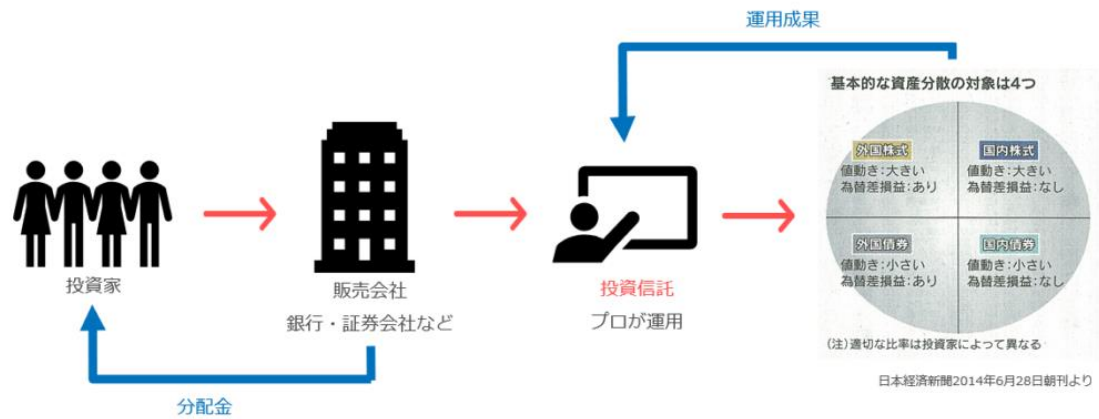 運用成果
基本的な資産分散の対象は4つ
外国株式
値動き:大きい
為替差損益:あり
国内株式
値動き:大きい
為替差損益:なし
外国債券
値動き:小さい
為替差損益:あり
国内債券
値動き:小さい
為替差損益:なし
(注)適切な比率は投資家によって異なる
日本経済新聞2014年6月28日朝刊より
投資家
販売会社
銀行・証券会社など
投資信託
プロが運用
分配金